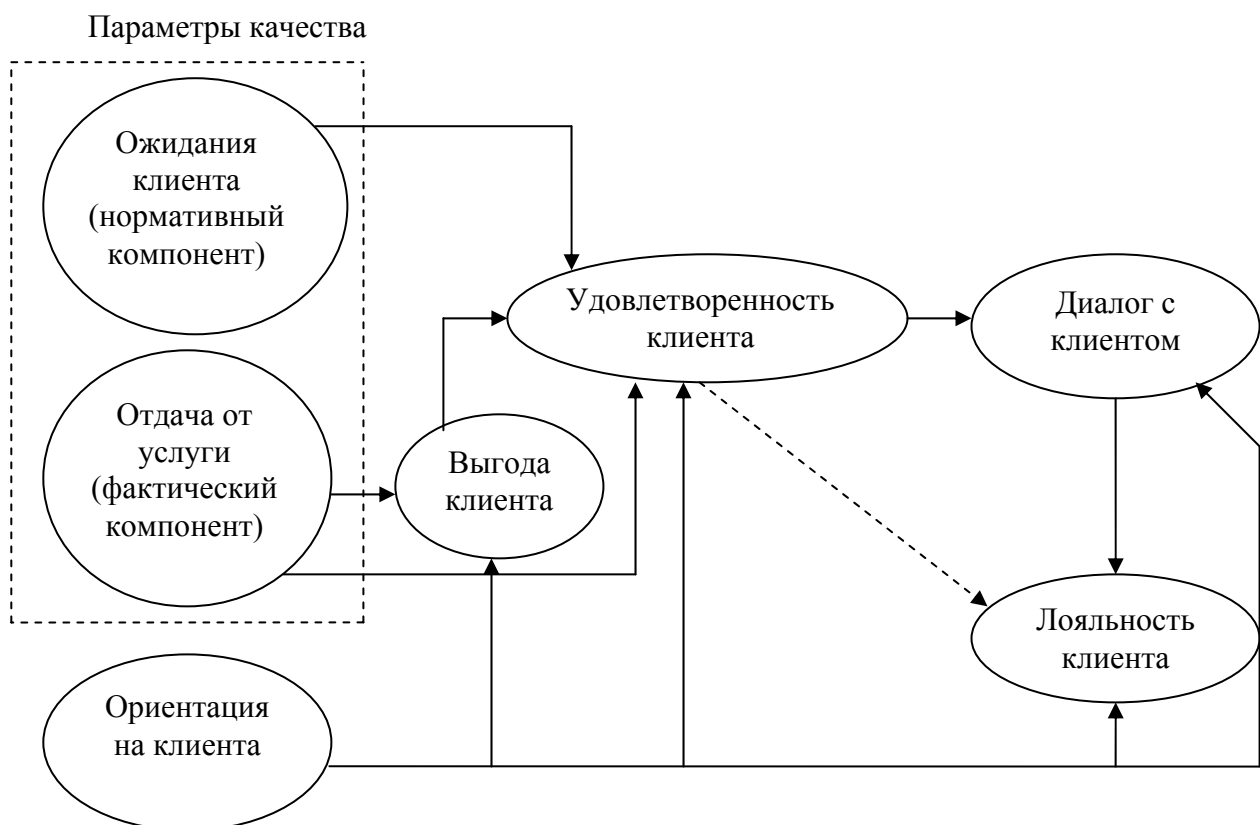 Параметры качества
Ожидания
клиента
(нормативный
компонент)
Удовлетворенность
клиента
Диалог с
клиентом
Отдача от
услуги
(фактический
компонент)
Выгода
клиента
Лояльность
клиента
Ориентация
на клиента